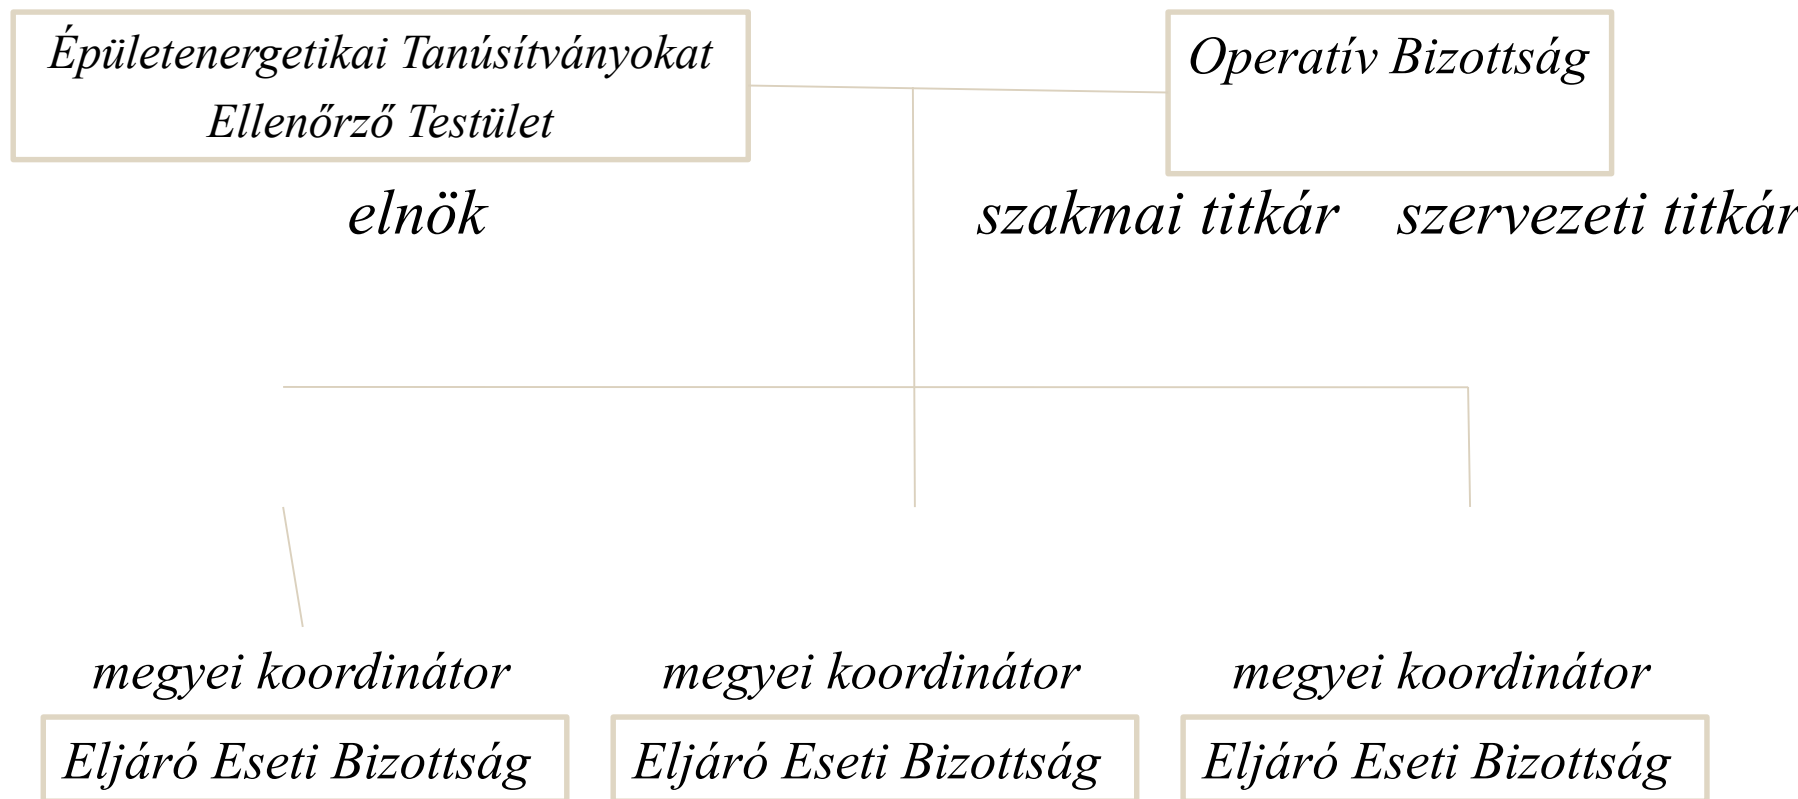 Épületenergetikai Tanúsítványokat
Ellenőrző Testület
Operatív Bizottság
elnök
szakmai titkár
szervezeti titkár
megyei koordinátor
megyei koordinátor
megyei koordinátor
Eljáró Eseti Bizottság
Eljáró Eseti Bizottság
Eljáró Eseti Bizottság